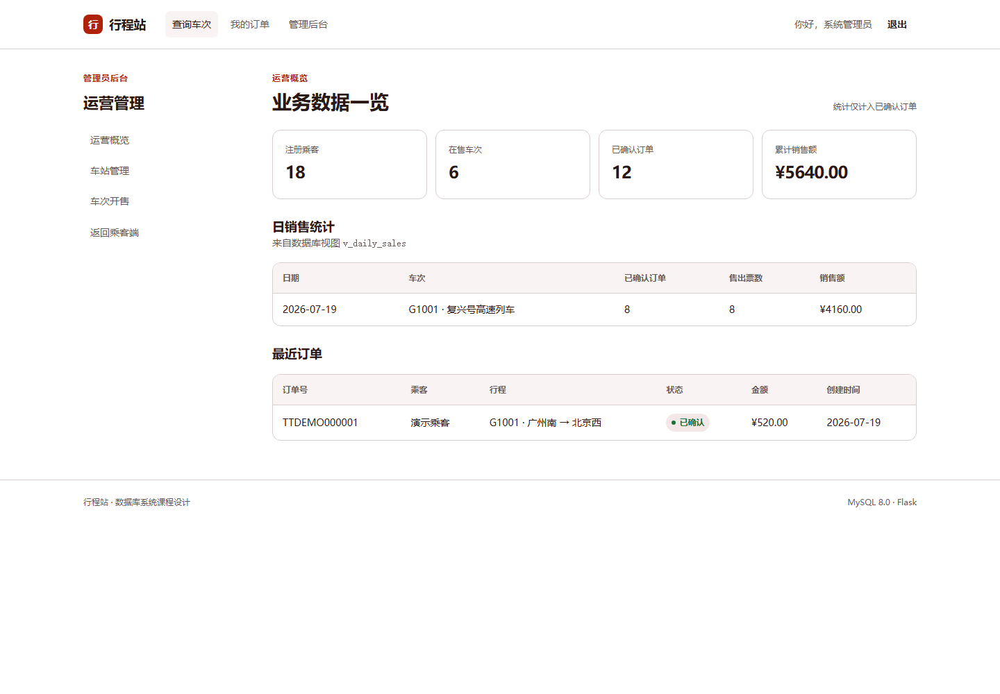 行 行程站 查询车次 我的订单 管理后台 你好，系统管理员 退出
管理员后台
运营管理
运营概览
车站管理
车次开售
返回乘客端
运营概览
业务数据一览
统计仅计入已确认订单
注册乘客 在售车次 已确认订单 累计销售额
18 6 12 ¥5640.00
日销售统计
来自数据库视图 v_daily_sales
日期 车次 已确认订单 售出票数 销售额
2026-07-19 G1001 · 复兴号高速列车 8 8 ¥4160.00
最近订单
订单号 乘客 行程 状态 金额 创建时间
TTDEMO000001 演示乘客 G1001 · 广州南 → 北京西 已确认 ¥520.00 2026-07-19
行程站 · 数据库系统课程设计 MySQL 8.0 · Flask